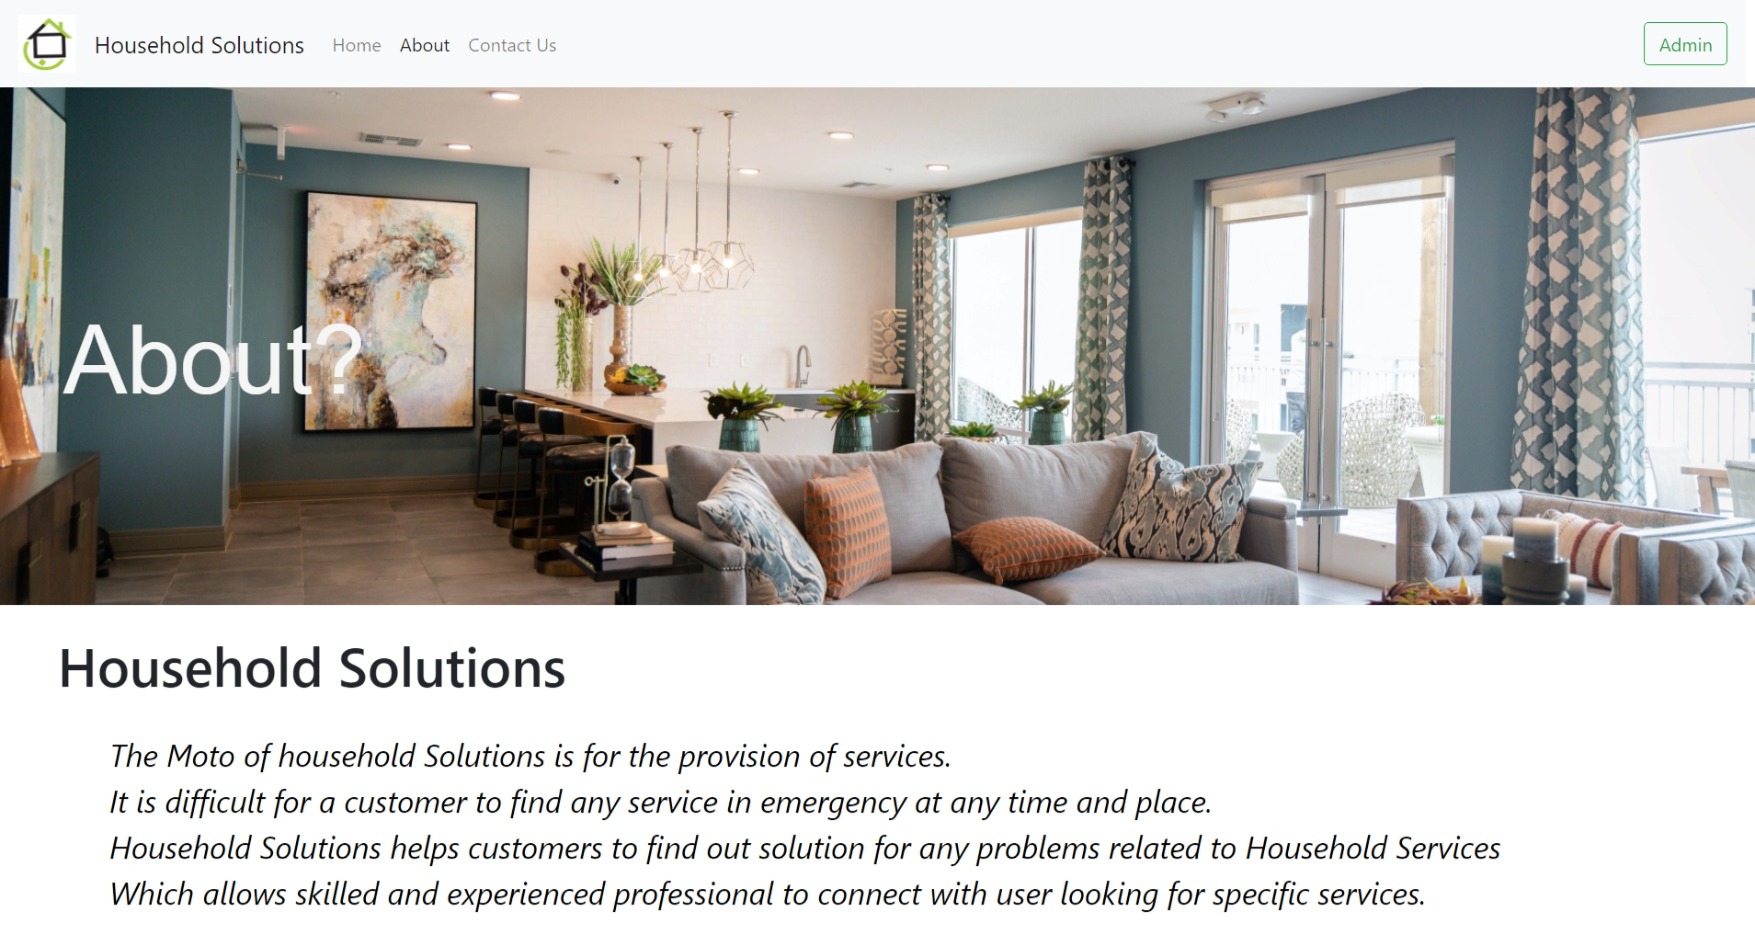 Household Solutions
Home
About
Contact Us
Admin
About?
Household Solutions
The Moto of household Solutions is for the provision of services.
It is difficult for a customer to find any service in emergency at any time and place.
Household Solutions helps customers to find out solution for any problems related to Household Services
Which allows skilled and experienced professional to connect with user looking for specific services.